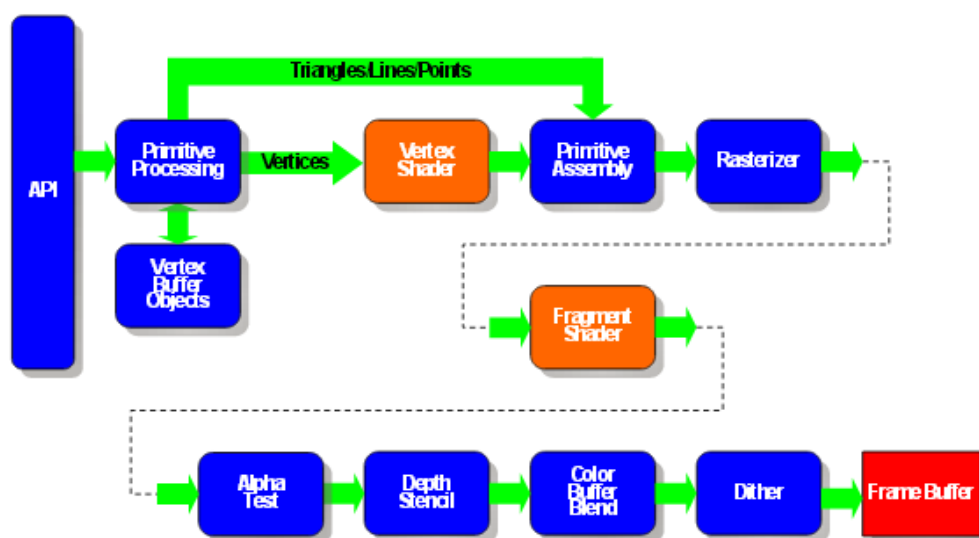 Triangles/Lines/Points
API
Primitive
Processing
Vertices
Vertex
Shader
Primitive
Assembly
Rasterizer
Vertex
Buffer
Objects
Fragment
Shader
Alpha
Test
Depth
Stencil
Color
Buffer
Blend
Dither
Frame Buffer